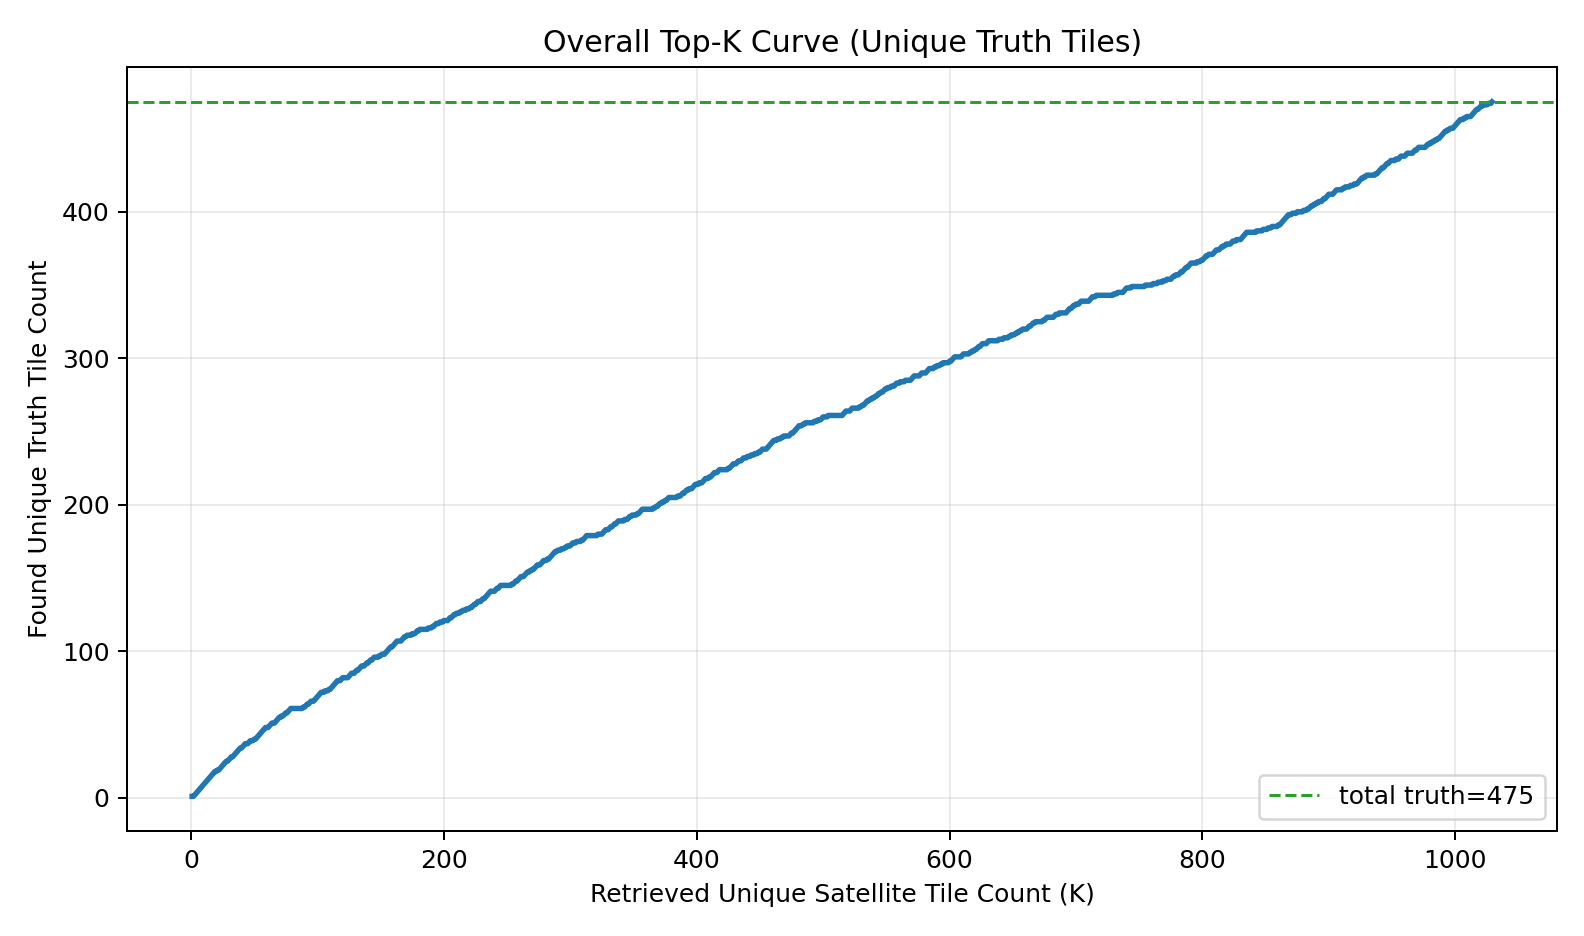 Overall Top-K Curve (Unique Truth Tiles)
Found Unique Truth Tile Count
400
300
200
100
0
total truth=475
0 200 400 600 800 1000
Retrieved Unique Satellite Tile Count (K)